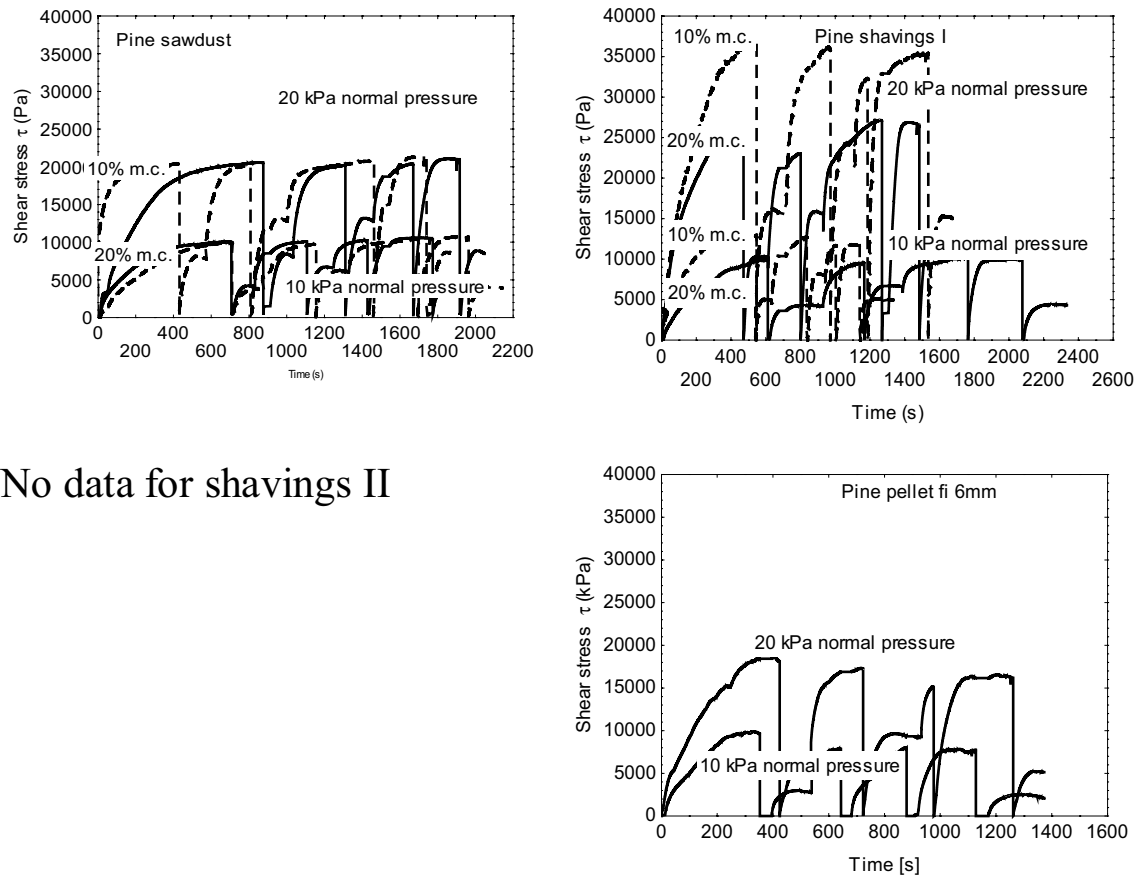 40000
35000
30000
25000
20000
15000
10000
5000
0
Shear stress τ (Pa)
Pine sawdust
20 kPa normal pressure
10% m.c.
20% m.c.
10 kPa normal pressure
0 400 800 1200 1600 2000
200 600 1000 1400 1800 2200
Time (s)
40000
35000
30000
25000
20000
15000
10000
5000
0
Shear stress τ (Pa)
10% m.c.
Pine shavings I
20 kPa normal pressure
20% m.c.
10% m.c.
10 kPa normal pressure
20% m.c.
0 400 800 1200 1600 2000 2400
200 600 1000 1400 1800 2200 2600
Time (s)
No data for shavings II
40000
35000
30000
25000
20000
15000
10000
5000
0
Shear stress τ (kPa)
Pine pellet fi 6mm
20 kPa normal pressure
10 kPa normal pressure
0 200 400 600 800 1000 1200 1400 1600
Time [s]